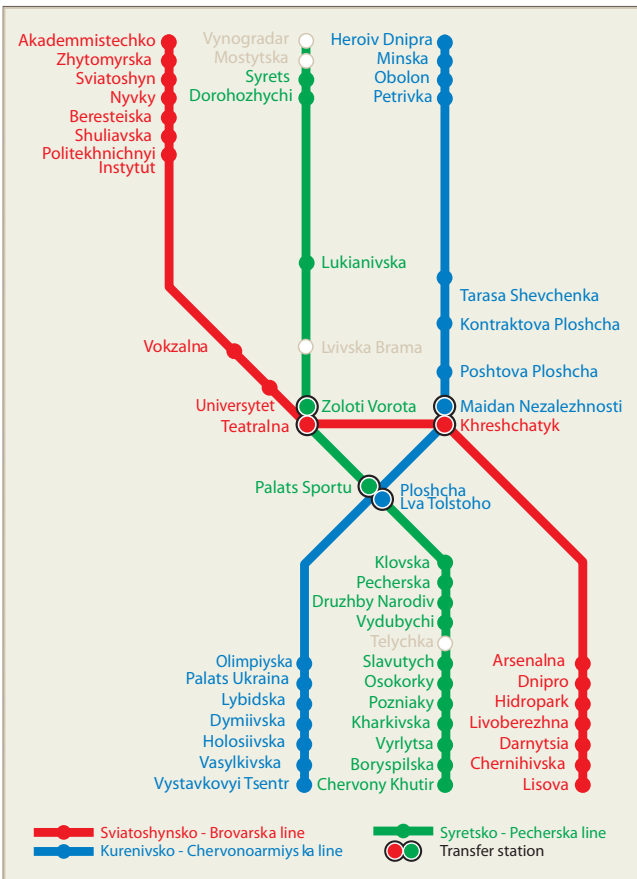 Akademmistechko
Zhytomyrska
Sviatoshyn
Nyvky
Beresteiska
Shuliavska
Politekhnichnyi
Instytut
Vynogradar
Mostytska
Syrets
Dorohozhychi
Heroiv Dnipra
Minska
Obolon
Petrivka
Lukianivska
Tarasa Shevchenka
Kontraktova Ploshcha
Vokzalna
Lvivska Brama
Poshtova Ploshcha
Universytet
Teatralna
Zoloti Vorota
Maidan Nezalezhnosti
Khreshchatyk
Palats Sportu
Ploshcha
Lva Tolstoho
Klovska
Pecherska
Druzhby Narodiv
Vydubychi
Telychka
Slavutych
Osokorky
Pozniaky
Kharkivska
Vyrlytsa
Boryspilska
Chervony Khutir
Olimpiyska
Palats Ukraina
Lybidska
Dymiivska
Holosiivska
Vasylkivska
Vystavkovyi Tsentr
Arsenalna
Dnipro
Hidropark
Livoberezhna
Darnytsia
Chernihivska
Lisova
Sviatoshynsko - Brovarska line
Kurenivsko - Chervonoarmiys ka line
Syretsko - Pecherska line
Transfer station